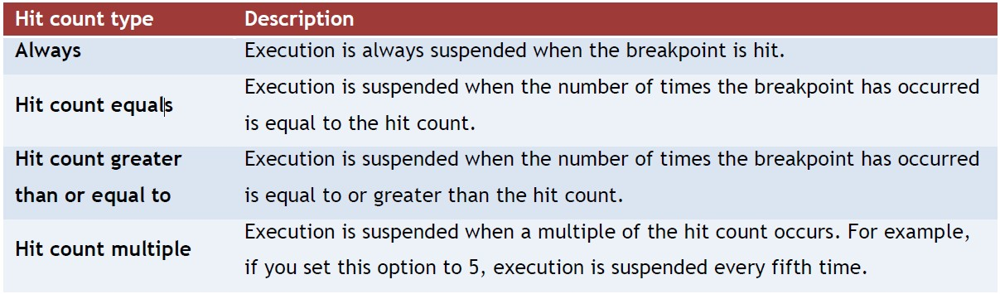 Hit count type Description
Always Execution is always suspended when the breakpoint is hit.
Hit count equals Execution is suspended when the number of times the breakpoint has occurred
is equal to the hit count.
Hit count greater Execution is suspended when the number of times the breakpoint has occurred
than or equal to is equal to or greater than the hit count.
Hit count multiple Execution is suspended when a multiple of the hit count occurs. For example,
if you set this option to 5, execution is suspended every fifth time.